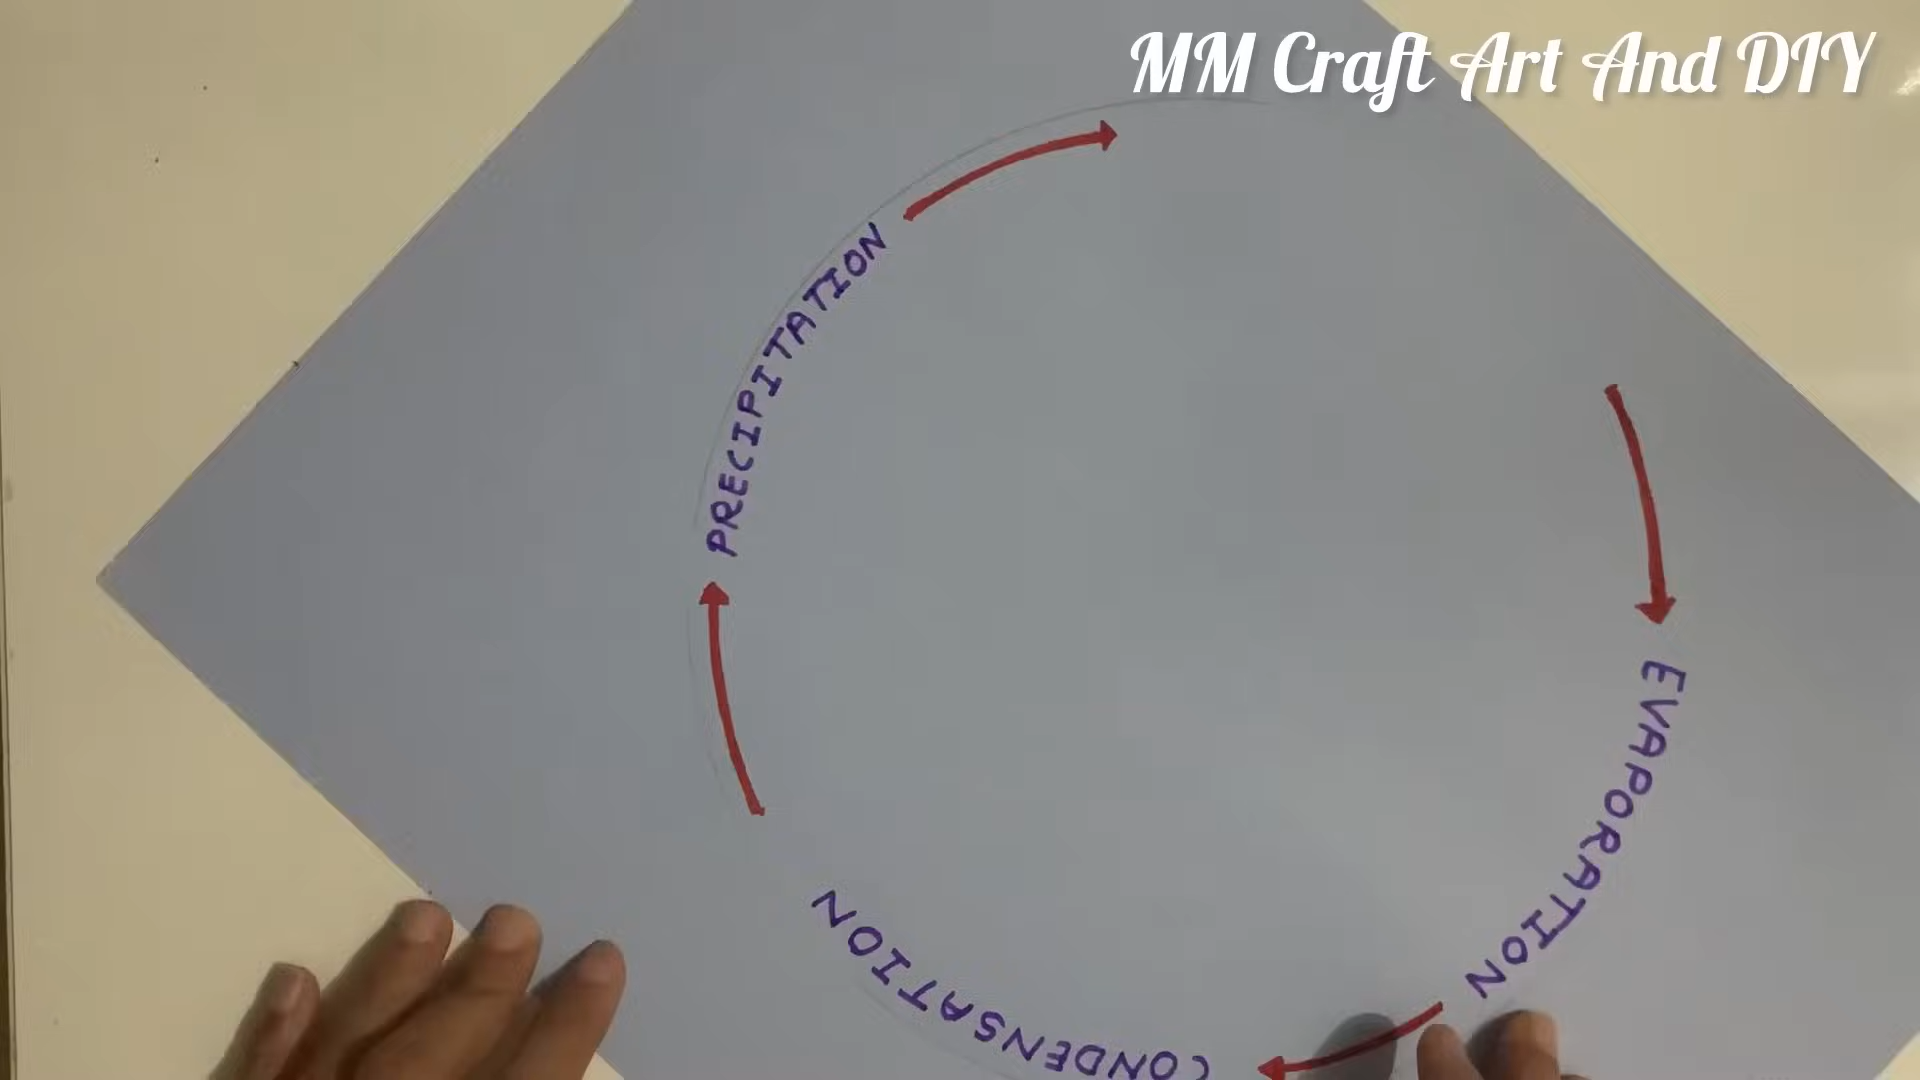 MM Craft Art And DIY
PRECIPITATION
EVAPORATION
CONDENSATION